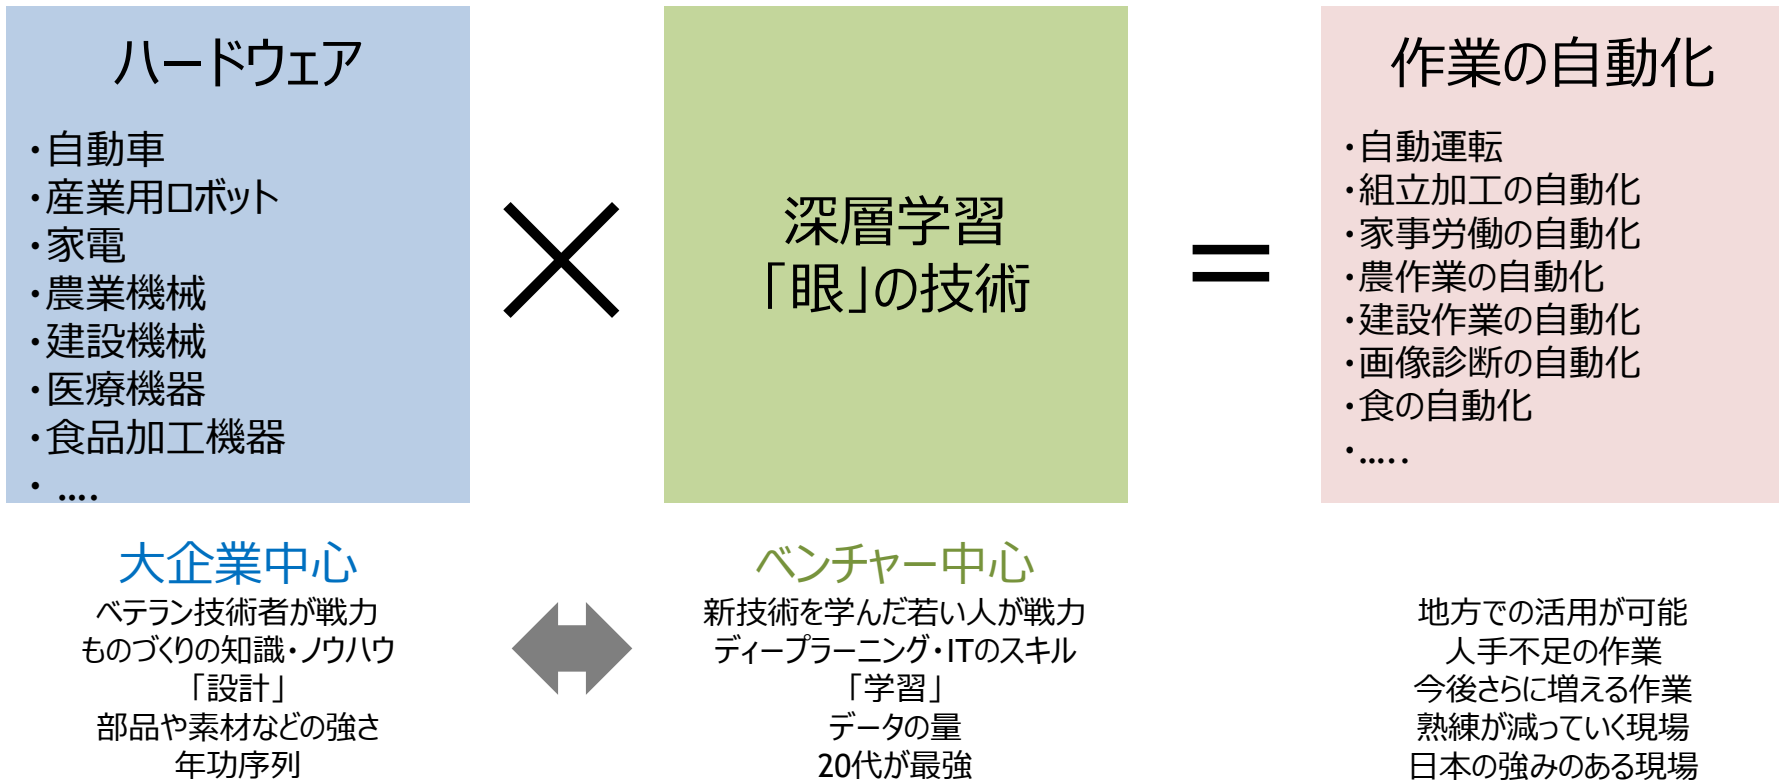 ハードウェア
・自動車
・産業用ロボット
・家電
・農業機械
・建設機械
・医療機器
・食品加工機器
・ ….
×
深層学習
「眼」の技術
=
作業の自動化
・自動運転
・組立加工の自動化
・家事労働の自動化
・農作業の自動化
・建設作業の自動化
・画像診断の自動化
・食の自動化
・…..
大企業中心
ベテラン技術者が戦力
ものづくりの知識・ノウハウ
「設計」
部品や素材などの強さ
年功序列
ベンチャー中心
新技術を学んだ若い人が戦力
ディープラーニング・ITのスキル
「学習」
データの量
20代が最強
地方での活用が可能
人手不足の作業
今後さらに増える作業
熟練が減っていく現場
日本の強みのある現場